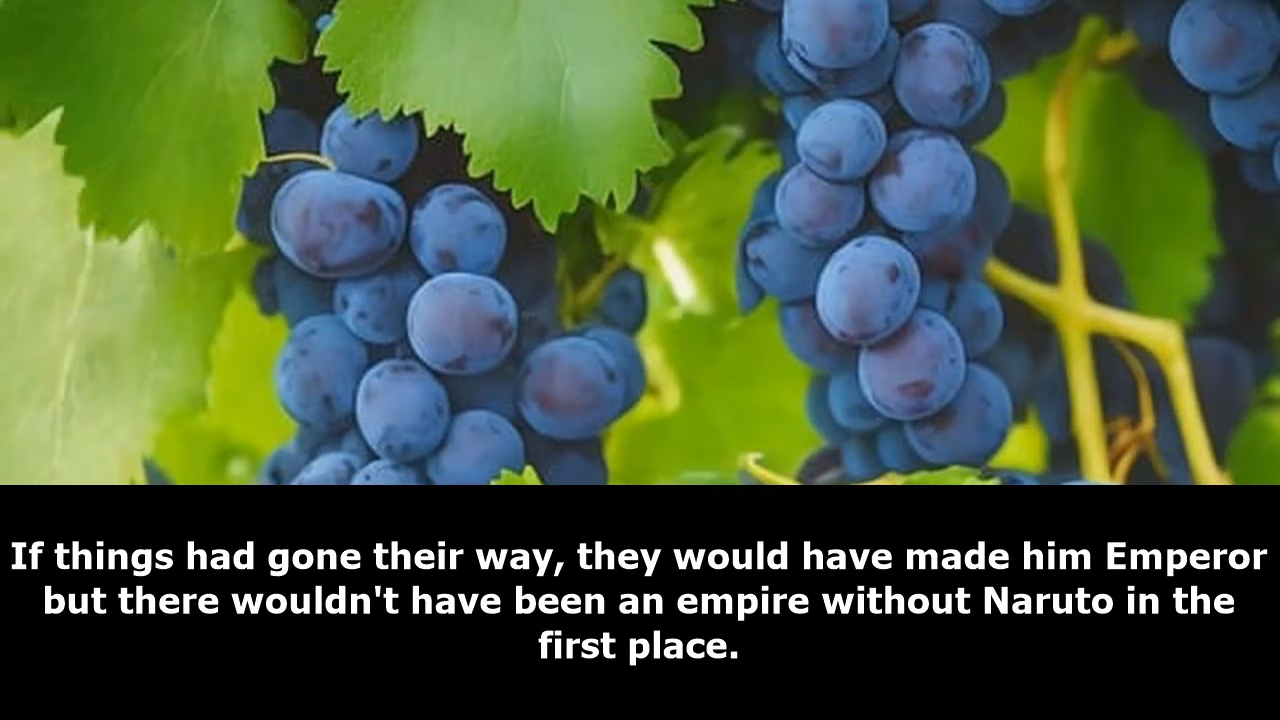 If things had gone their way, they would have made him Emperor
but there wouldn't have been an empire without Naruto in the
first place.